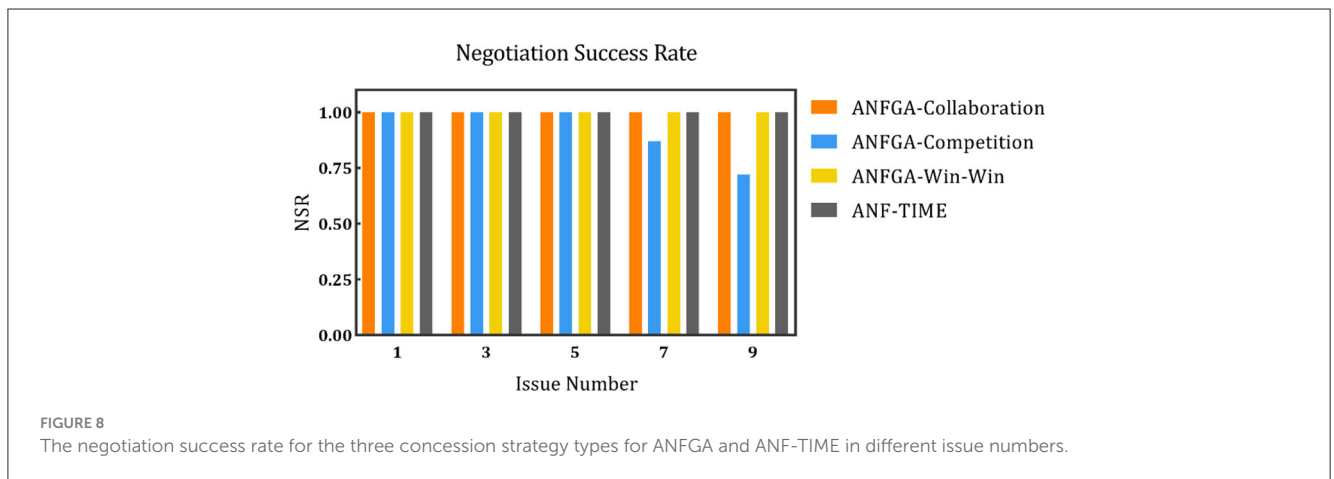 Negotiation Success Rate
1.00
0.75
0.50
0.25
0.00
NSR
1 3 5 7 9
Issue Number
ANFGA-Collaboration
ANFGA-Competition
ANFGA-Win-Win
ANF-TIME
FIGURE 8
The negotiation success rate for the three concession strategy types for ANFGA and ANF-TIME in different issue numbers.